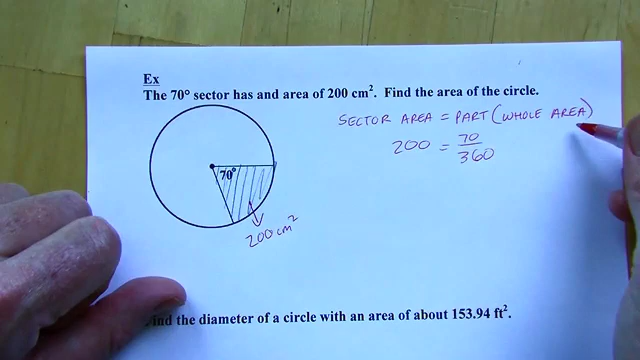 Ex
The 70° sector has and area of 200 cm². Find the area of the circle.
SECTOR AREA = PART (WHOLE AREA)
200 = 70/360
70°
200 cm²
ind the diameter of a circle with an area of about 153.94 ft².